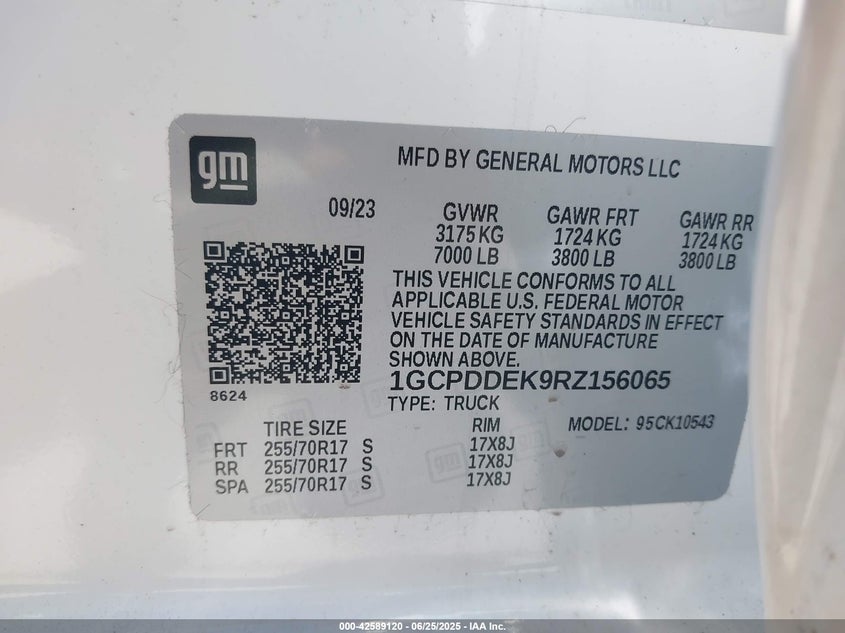 gm
MFD BY GENERAL MOTORS LLC
09/23
GVWR GAWR FRT GAWR RR
3175 KG 1724 KG 1724 KG
7000 LB 3800 LB 3800 LB
THIS VEHICLE CONFORMS TO ALL
APPLICABLE U.S. FEDERAL MOTOR
VEHICLE SAFETY STANDARDS IN EFFECT
ON THE DATE OF MANUFACTURE
SHOWN ABOVE.
8624
1GCPDDEK9RZ156065
TYPE: TRUCK
MODEL: 95CK10543
TIRE SIZE RIM
FRT 255/70R17 S 17X8J
RR 255/70R17 S 17X8J
SPA 255/70R17 S 17X8J
000-42589120 - 06/25/2025 - IAA Inc.